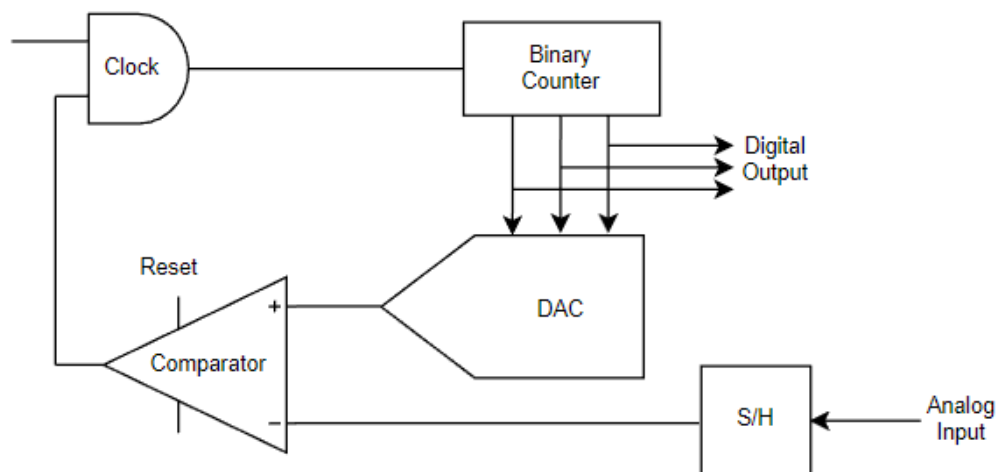 Clock
Binary
Counter
Digital
Output
Reset
+
DAC
Comparator
−
S/H
Analog
Input